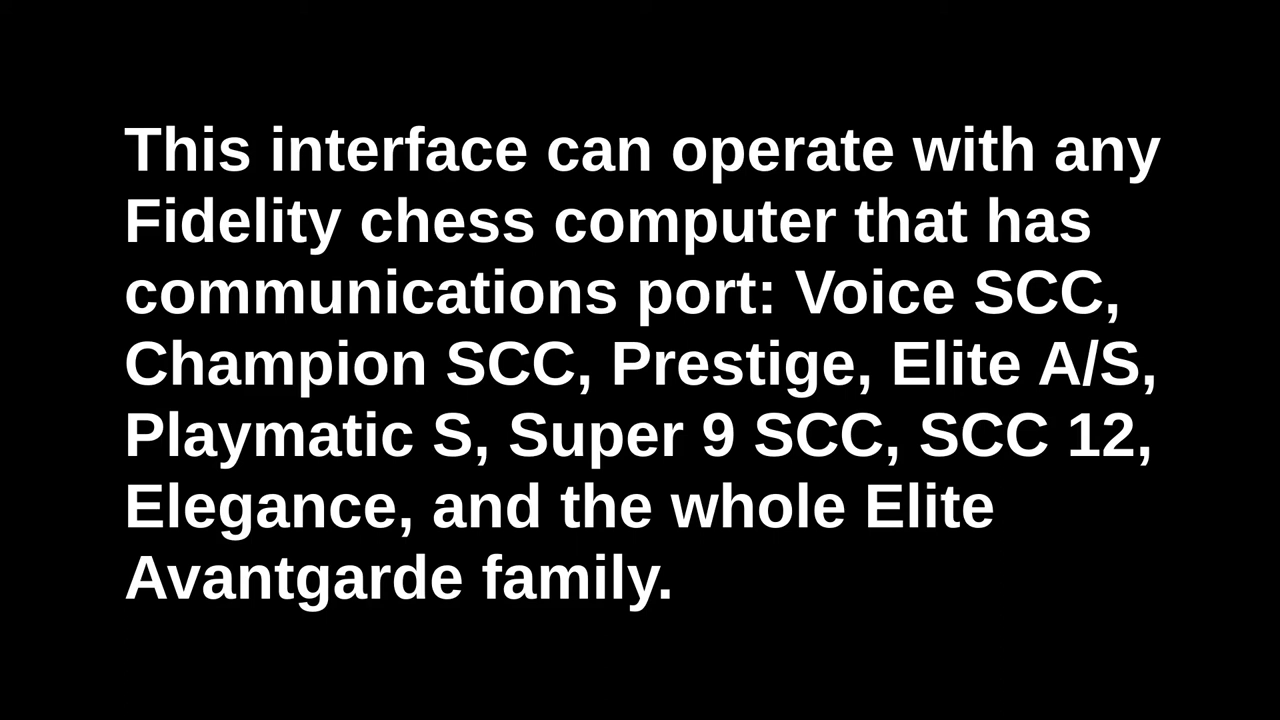 This interface can operate with any
Fidelity chess computer that has
communications port: Voice SCC,
Champion SCC, Prestige, Elite A/S,
Playmatic S, Super 9 SCC, SCC 12,
Elegance, and the whole Elite
Avantgarde family.